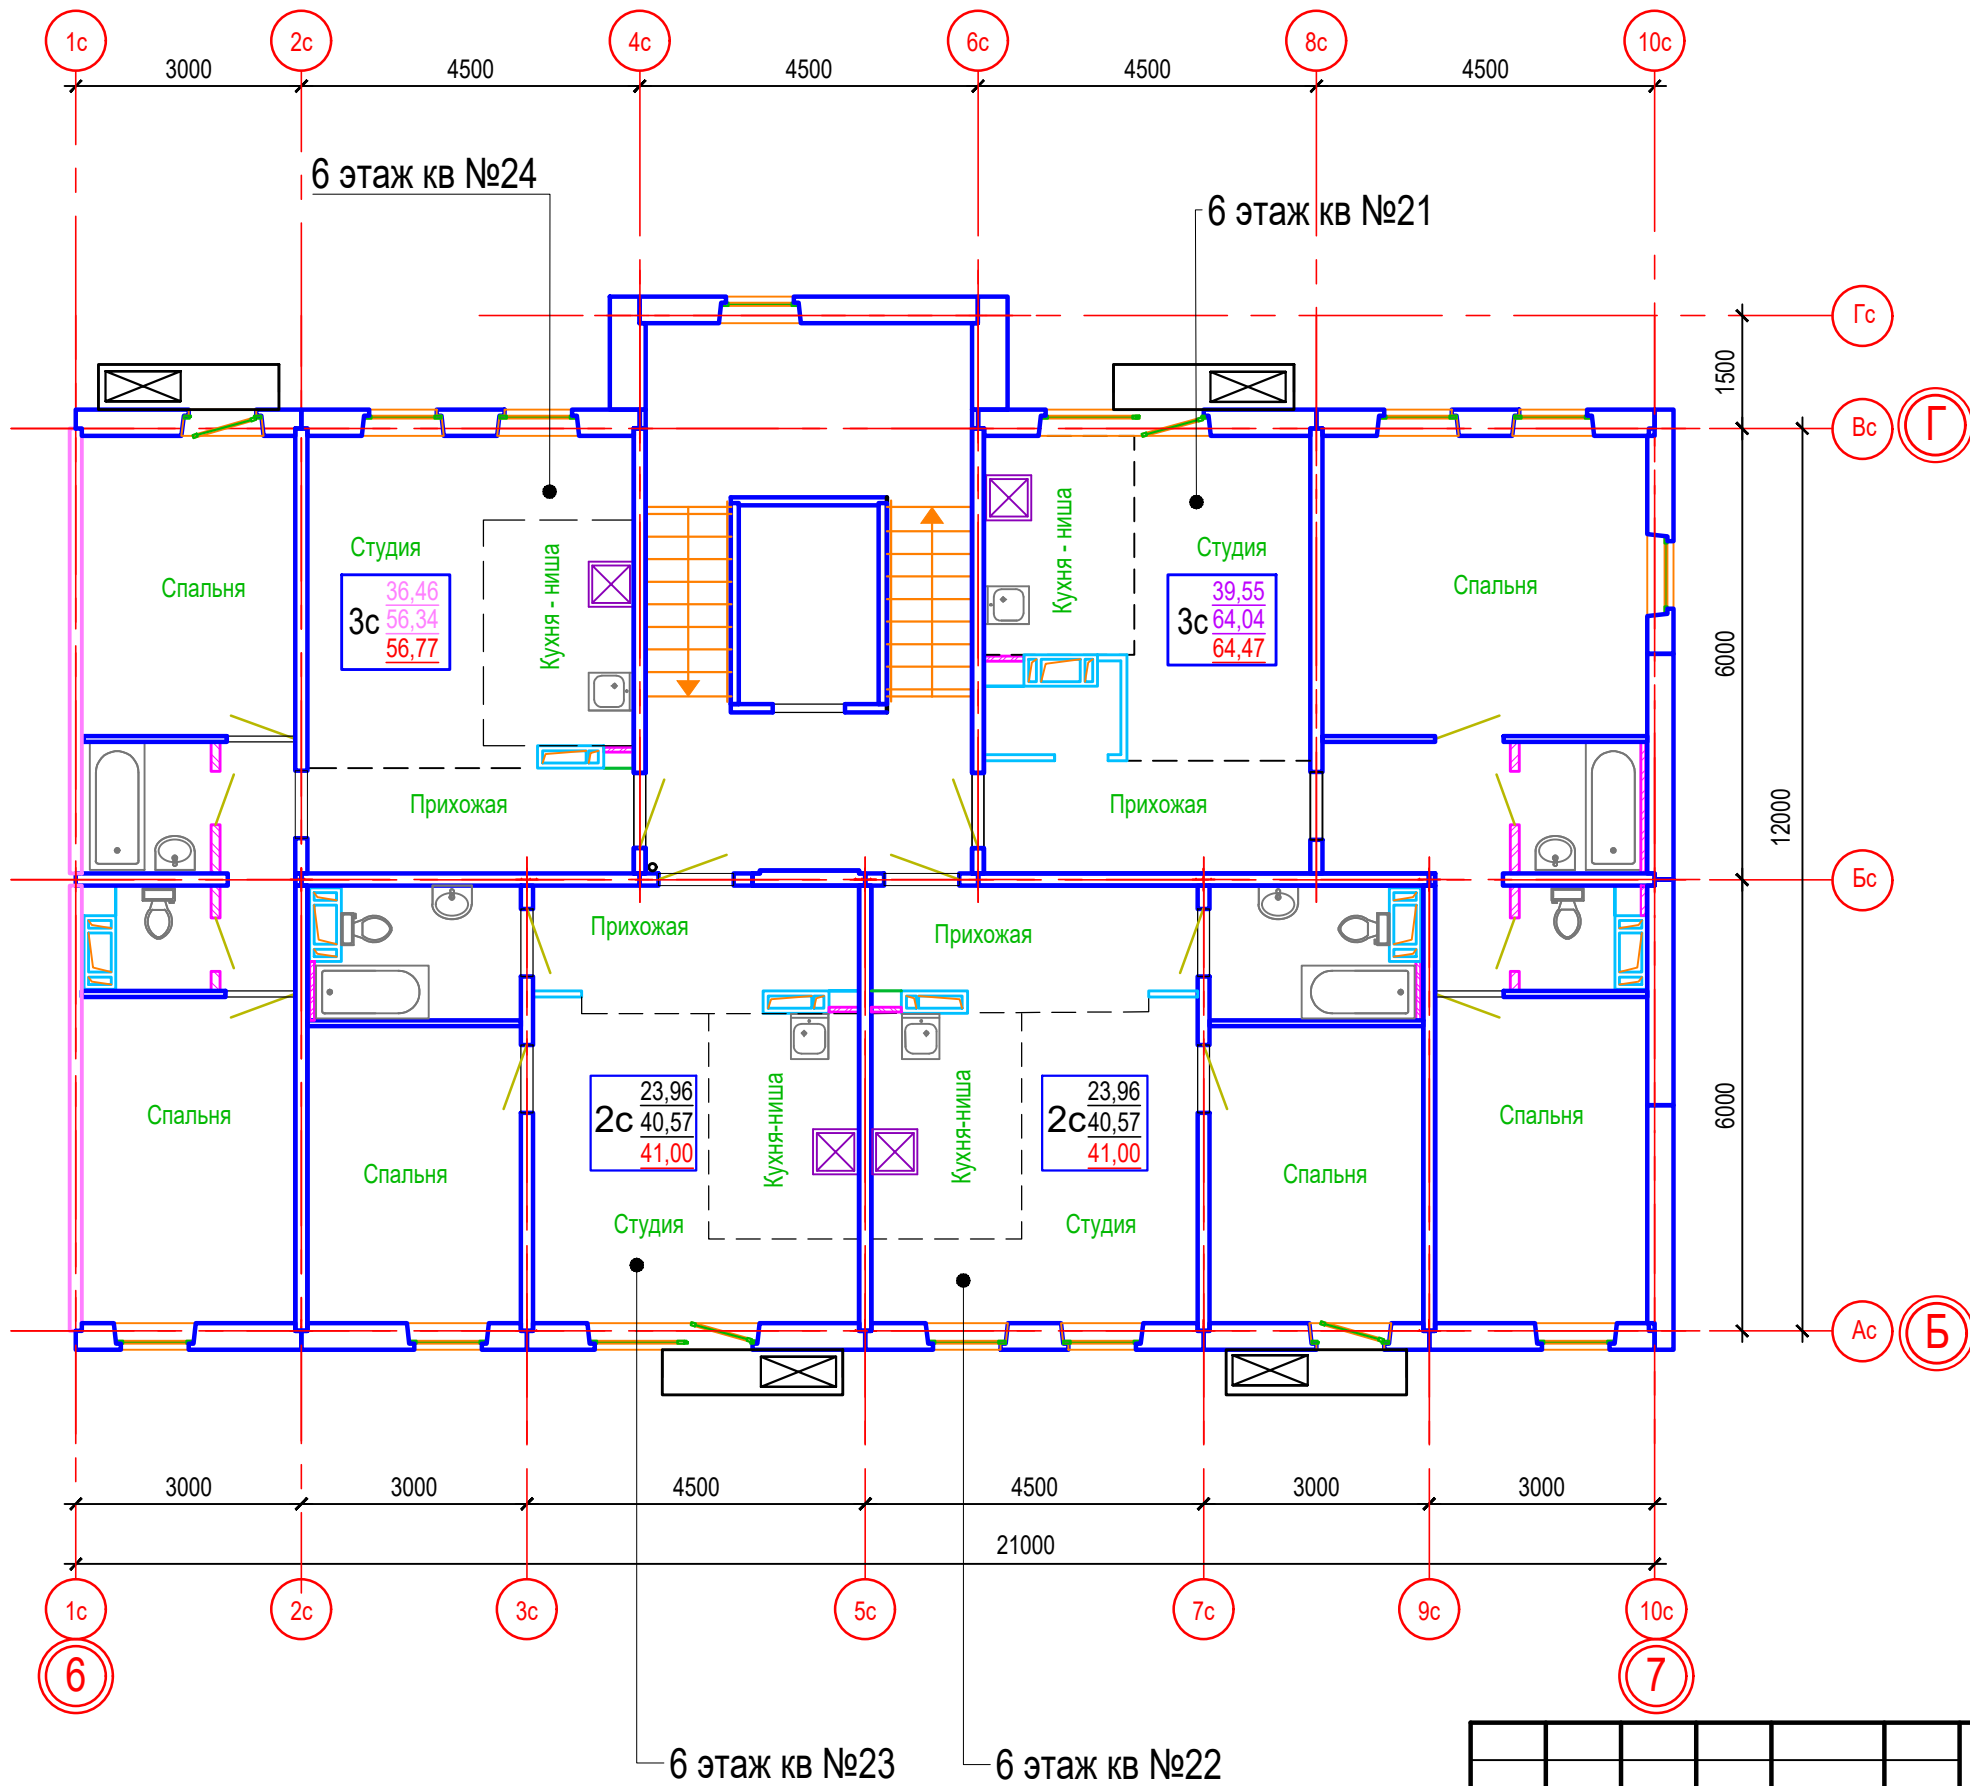 1с 2с 4с 6с 8с 10с
3000 4500 4500 4500 4500
6 этаж кв №24
6 этаж кв №21
Гс
1500
Вс Г
Студия
Кухня - ниша
Спальня
3с
36,46
56,34
56,77
Кухня - ниша
Студия
Спальня
3с
39,55
64,04
64,47
6000
12000
Прихожая
Прихожая
Бс
Прихожая
Прихожая
Спальня
Спальня
2с
23,96
40,57
41,00
Кухня-ниша
Студия
Кухня-ниша
2с
23,96
40,57
41,00
Студия
Спальня
Спальня
6000
Ас Б
3000 3000 4500 4500 3000 3000
21000
1с 2с 3с 5с 7с 9с 10с
6 7
6 этаж кв №23
6 этаж кв №22